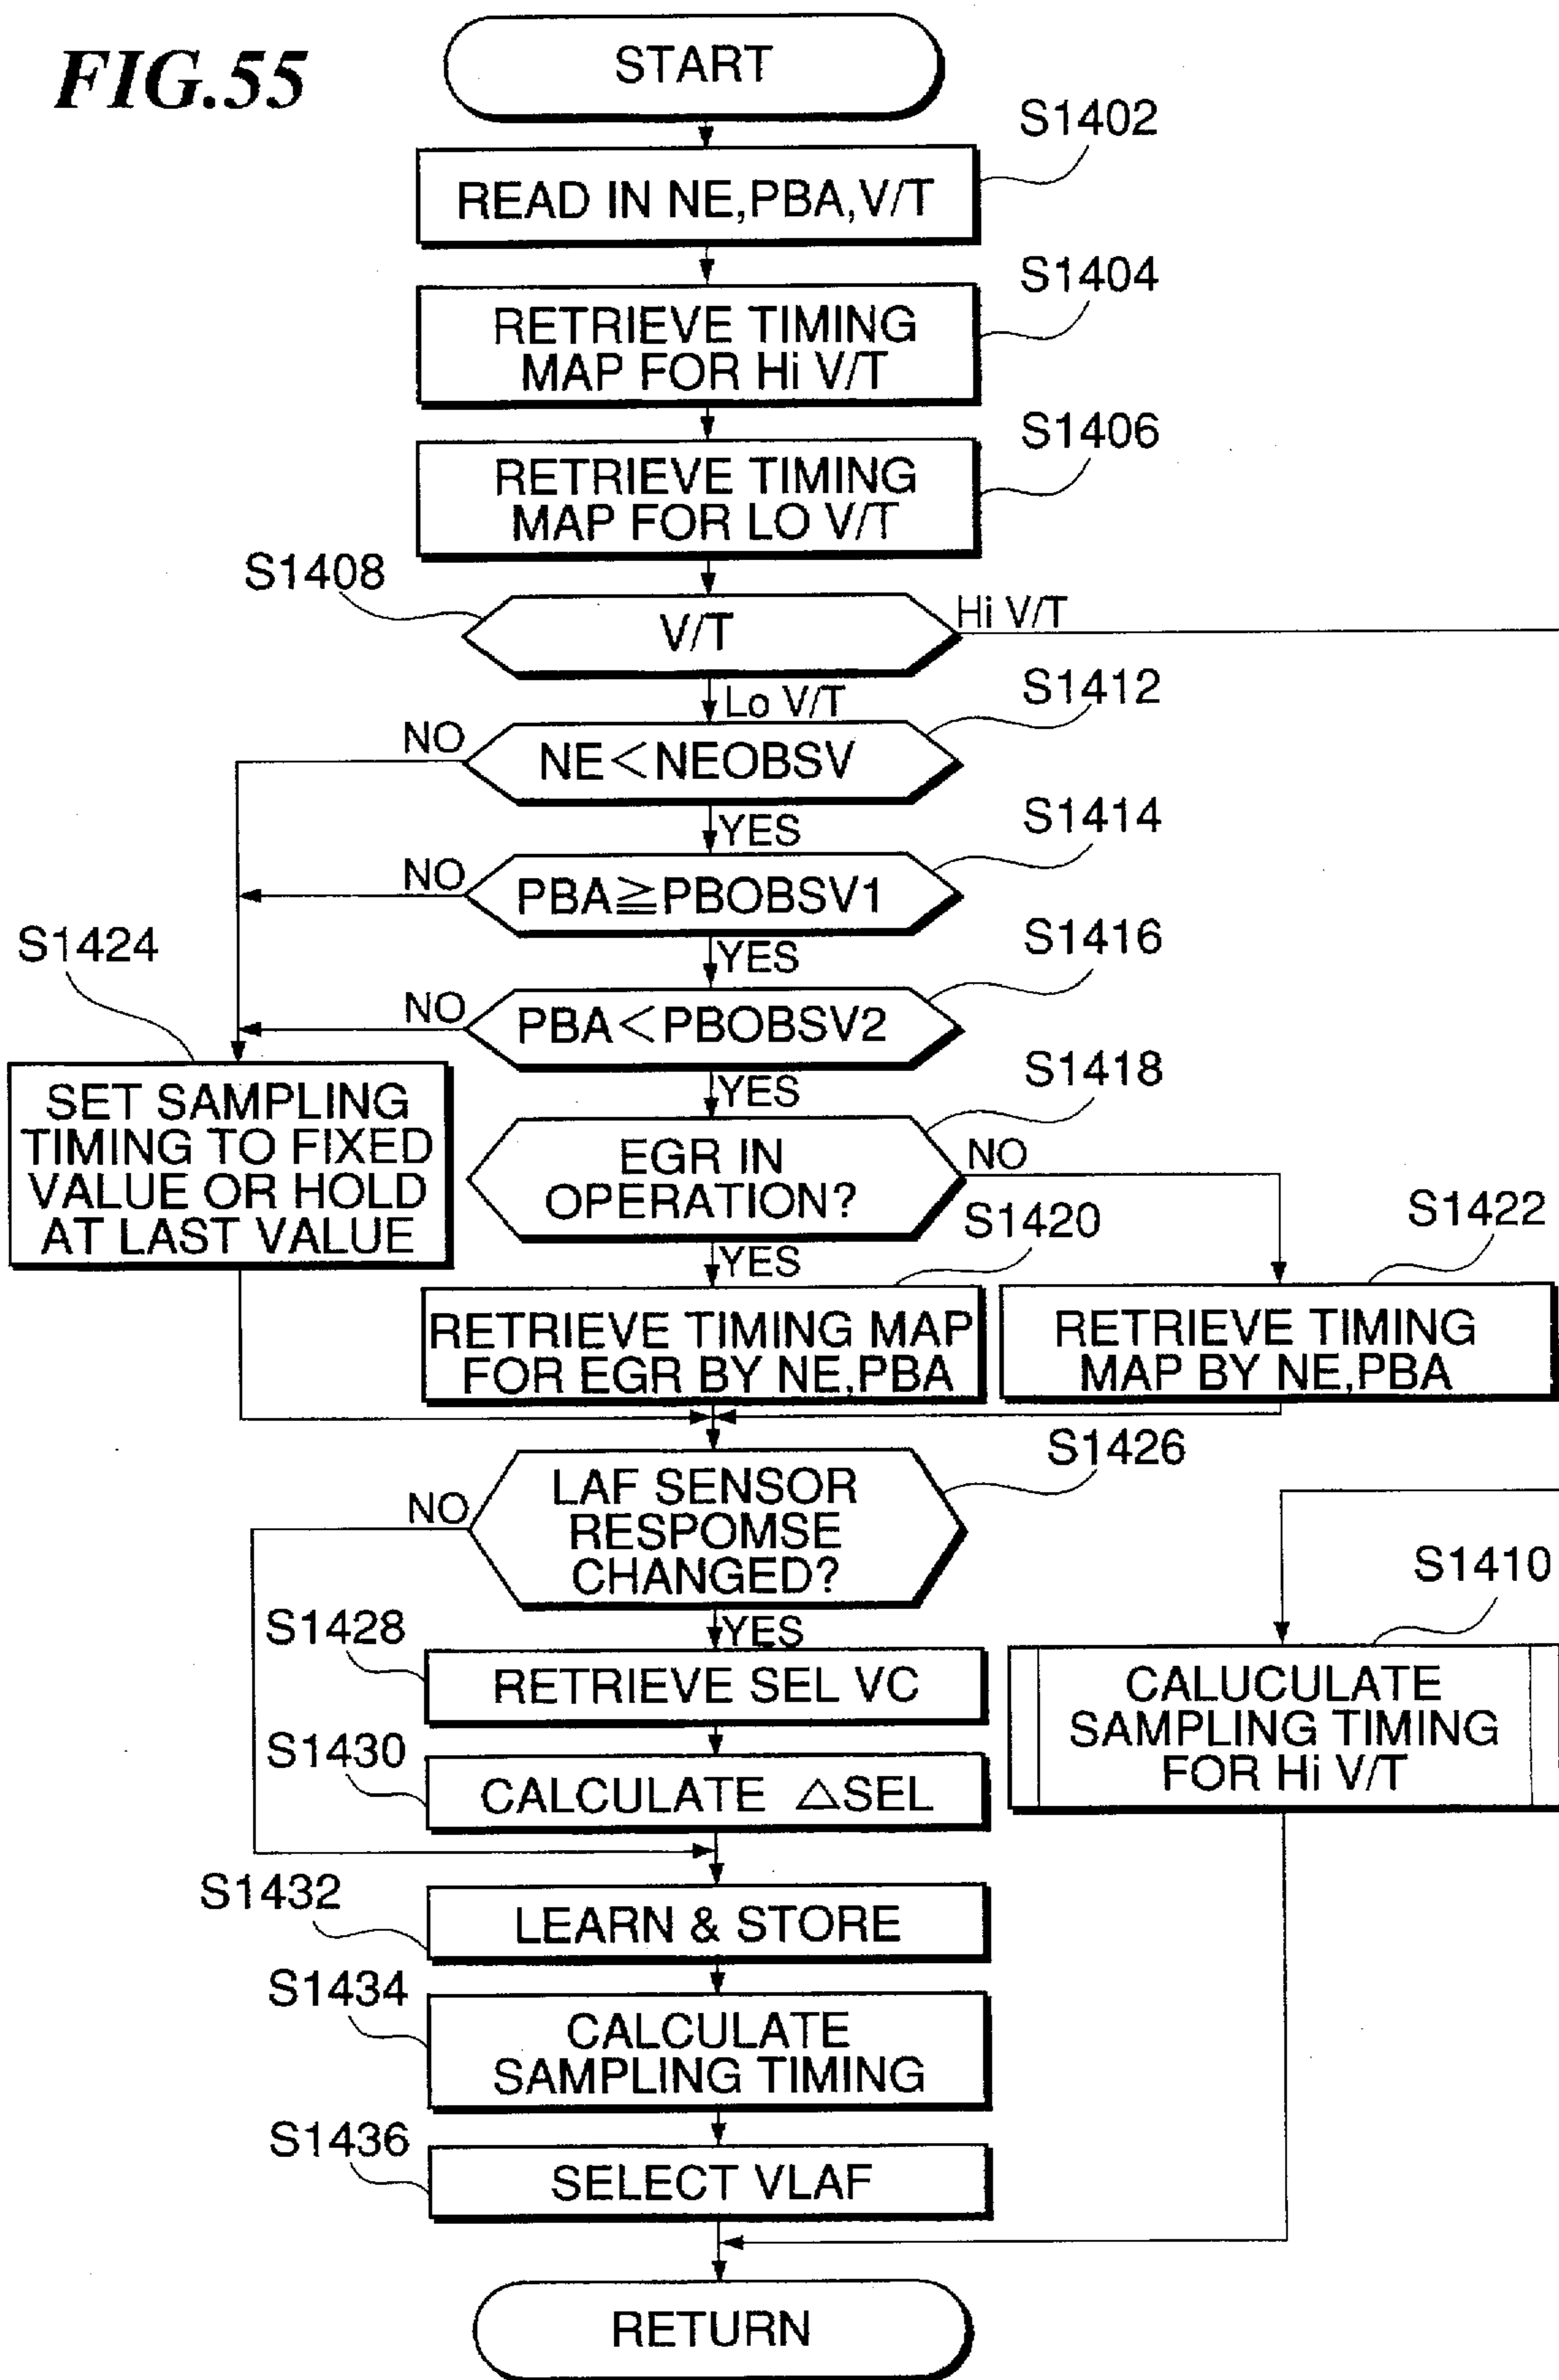 FIG.55
START
S1402
READ IN NE,PBA,V/T
S1404
RETRIEVE TIMING
MAP FOR Hi V/T
S1406
RETRIEVE TIMING
MAP FOR LO V/T
S1408
V/T
Hi V/T
Lo V/T
S1412
NO
NE<NEOBSV
YES
S1414
NO
PBA≧PBOBSV1
YES
S1416
S1424
NO
PBA<PBOBSV2
YES
S1418
SET SAMPLING
TIMING TO FIXED
VALUE OR HOLD
AT LAST VALUE
EGR IN
OPERATION?
NO
YES
S1420
S1422
RETRIEVE TIMING MAP
FOR EGR BY NE,PBA
RETRIEVE TIMING
MAP BY NE,PBA
S1426
NO
LAF SENSOR
RESPOMSE
CHANGED?
YES
S1410
S1428
RETRIEVE SEL VC
CALUCULATE
SAMPLING TIMING
FOR Hi V/T
S1430
CALCULATE △SEL
S1432
LEARN & STORE
S1434
CALCULATE
SAMPLING TIMING
S1436
SELECT VLAF
RETURN